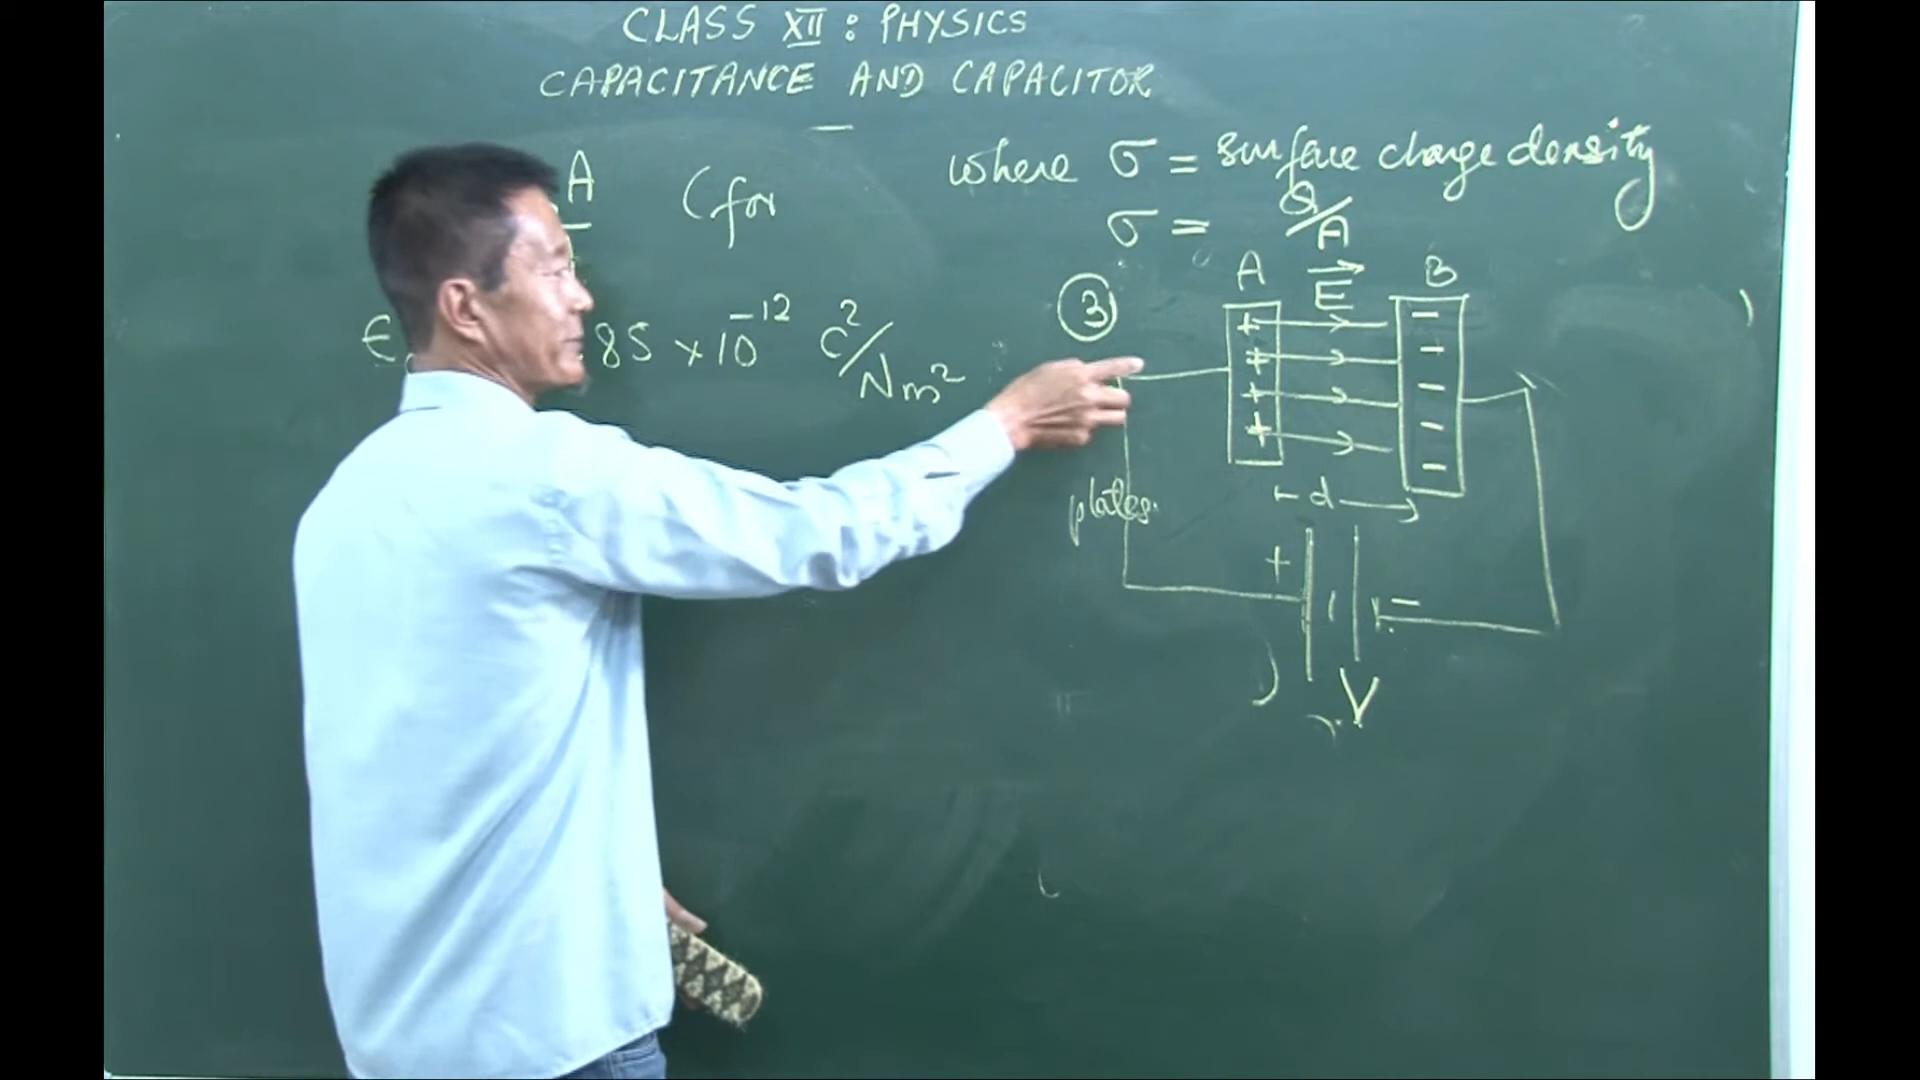 CLASS XII : PHYSICS
CAPACITANCE AND CAPACITOR
A (for
where σ = surface charge density
σ = Q/A
A E B
3
85 × 10⁻¹² C²/Nm²
+ -
+ -
+ -
+ -
-
d
plates.
+ -
V